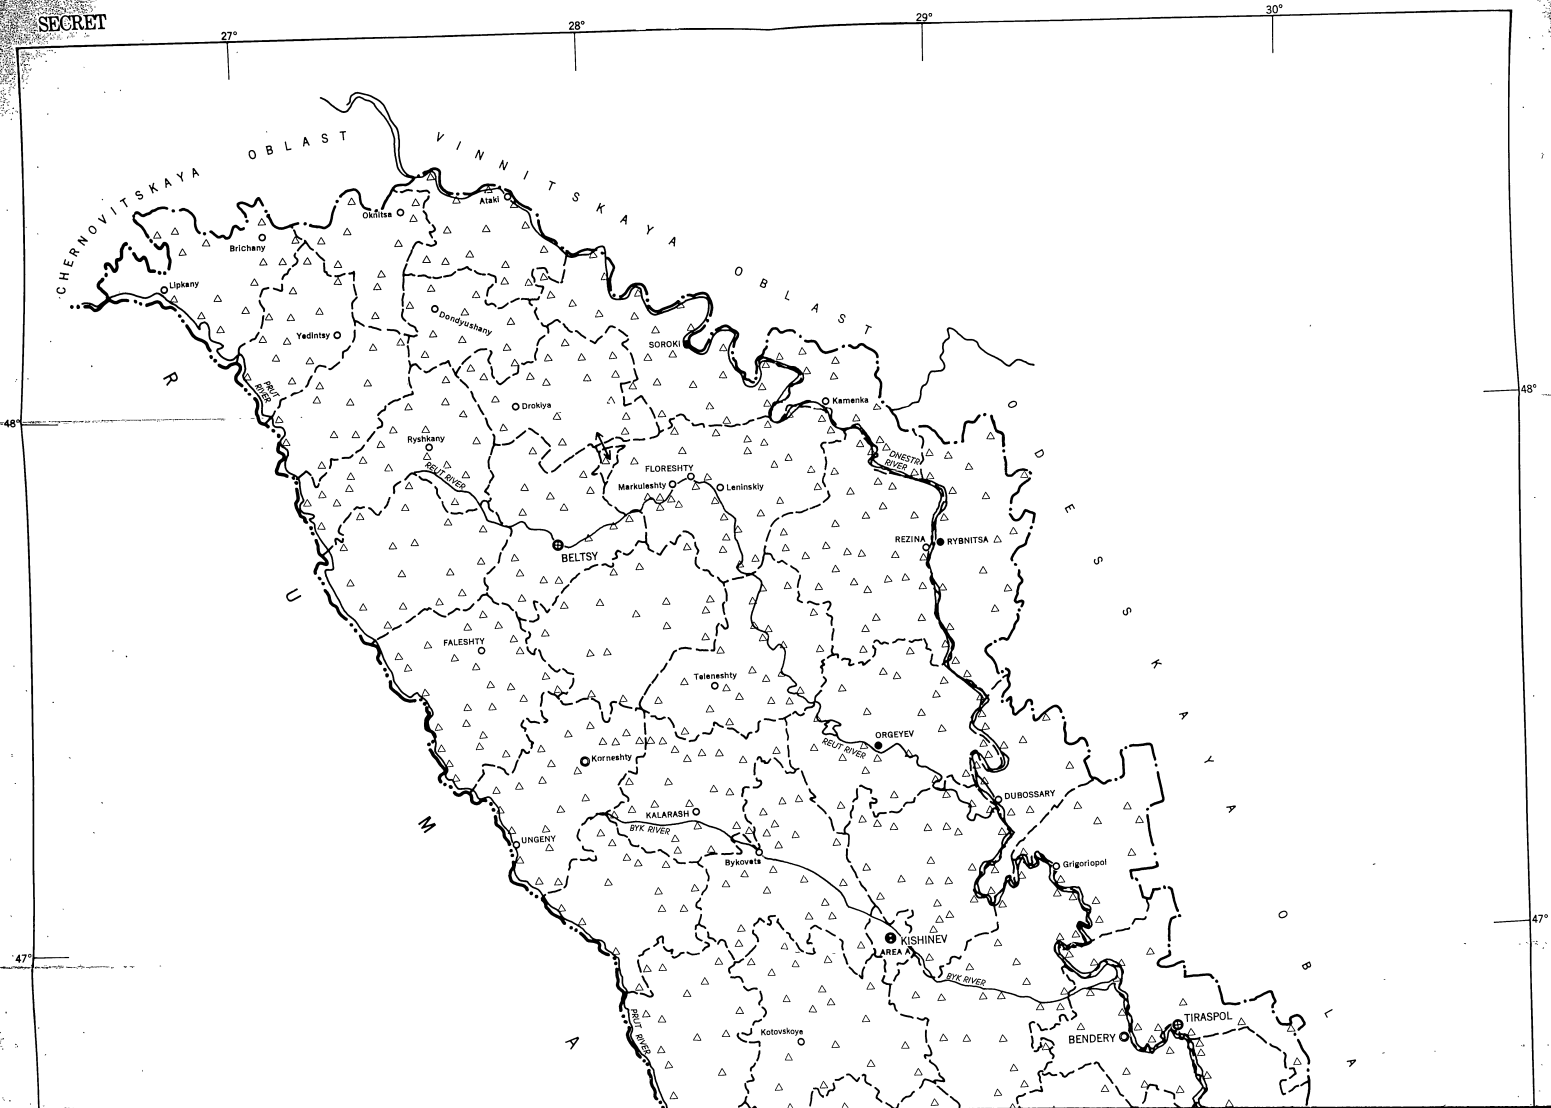 SECRET
27°
28°
29°
30°
CHERNOVITSKAYA OBLAST
VINNITSKAYA OBLAST
Ataki
Oknitsa
Brichany
Lipkany
Dondyushany
Yedintsy
SOROKI
PRUT RIVER
48°
48°
Kamenka
Drokiya
Ryshkany
DNESTR RIVER
REUT RIVER
FLORESHTY
Markuleshty
Leninskiy
REZINA
RYBNITSA
BELTSY
FALESHTY
Teleneshty
ORGEYEV
REUT RIVER
Korneshty
DUBOSSARY
KALARASH
BYK RIVER
UNGENY
Bykovets
Grigoriopol
ODESSKAYA OBLA
RUMA
47°
47°
KISHINEV
AREA A
BYK RIVER
PRUT RIVER
Kotovskoye
BENDERY
TIRASPOL